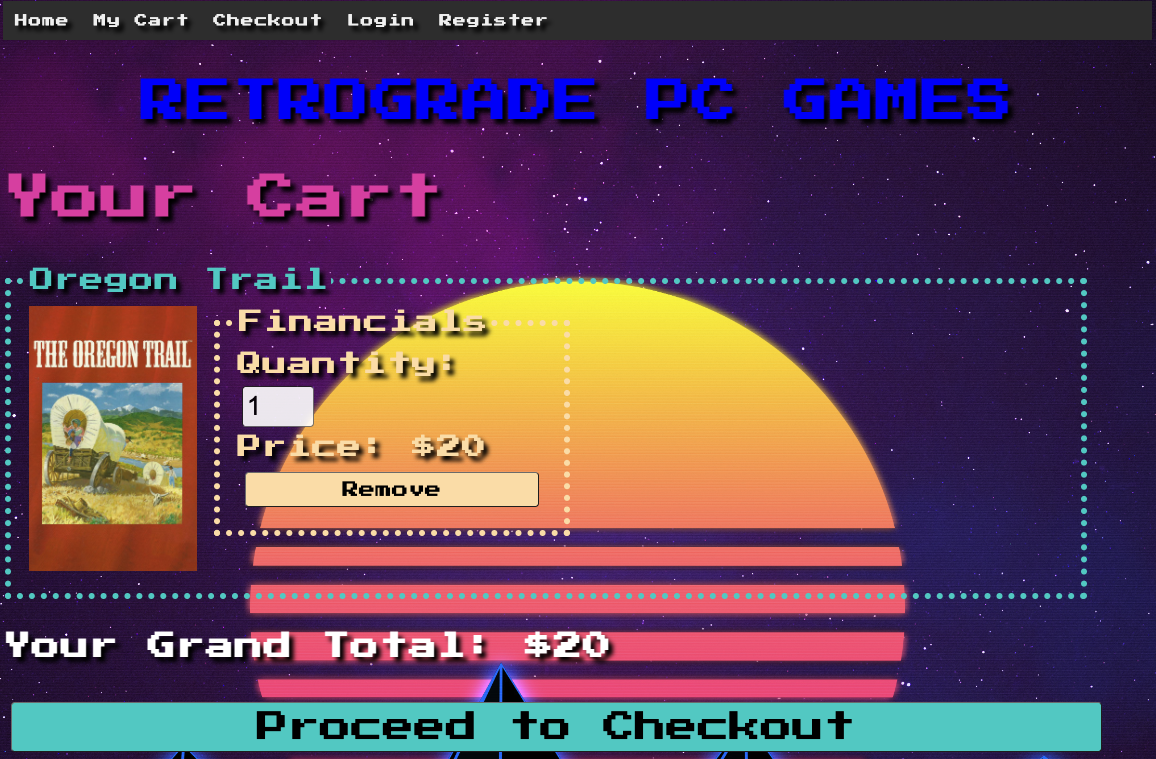 Home My Cart Checkout Login Register
RETROGRADE PC GAMES
Your Cart
Oregon Trail
THE OREGON TRAIL
Financials
Quantity:
1
Price: $20
Remove
Your Grand Total: $20
Proceed to Checkout